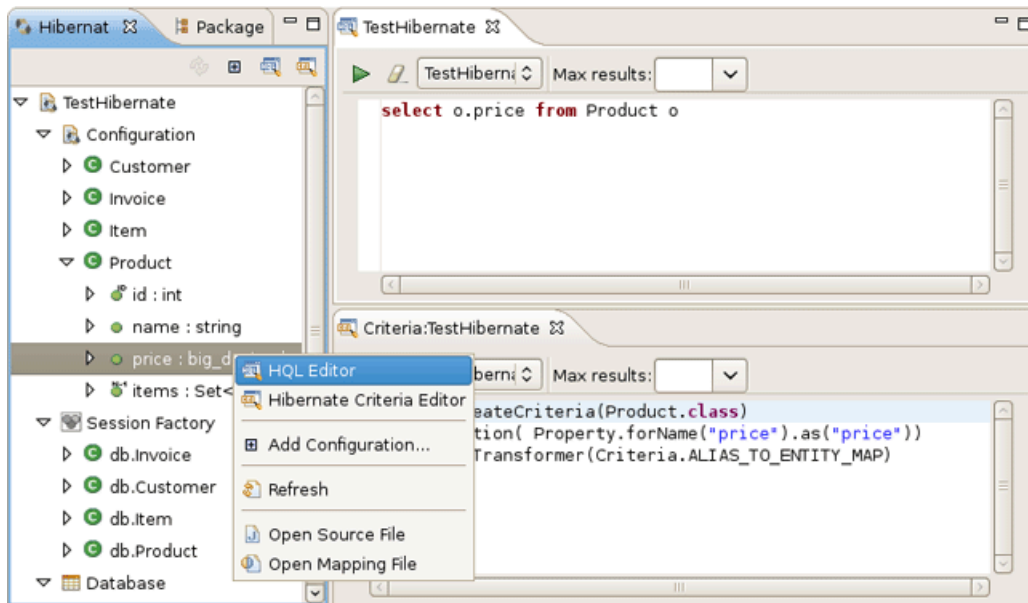 Hibernat
Package
TestHibernate
Configuration
Customer
Invoice
Item
Product
id : int
name : string
price :
items : Set<
Session Factory
db.Invoice
db.Customer
db.Item
db.Product
Database
HQL Editor
Hibernate Criteria Editor
Add Configuration...
Refresh
Open Source File
Open Mapping File
TestHibernate
TestHiberna Max results:
select o.price from Product o
Criteria:TestHibernate
berna Max results:
eateCriteria(Product.class)
tion( Property.forName("price").as("price"))
Transformer(Criteria.ALIAS_TO_ENTITY_MAP)